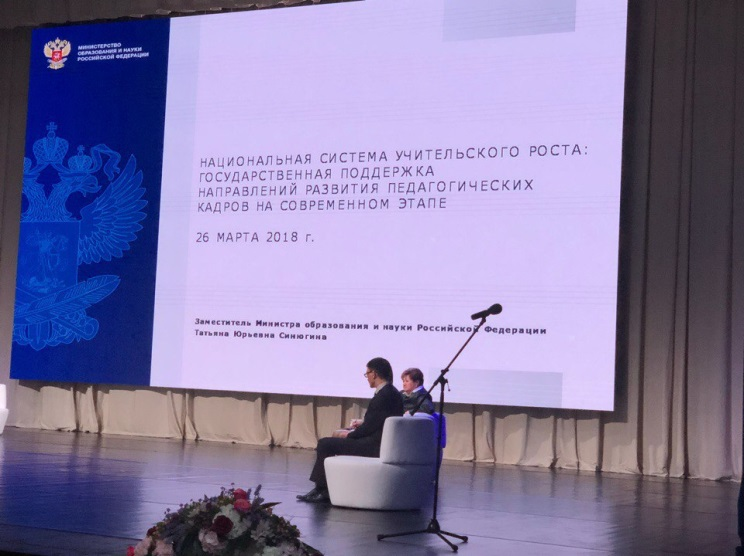 МИНИСТЕРСТВО
ОБРАЗОВАНИЯ И НАУКИ
РОССИЙСКОЙ ФЕДЕРАЦИИ
НАЦИОНАЛЬНАЯ СИСТЕМА УЧИТЕЛЬСКОГО РОСТА:
ГОСУДАРСТВЕННАЯ ПОДДЕРЖКА
НАПРАВЛЕНИЙ РАЗВИТИЯ ПЕДАГОГИЧЕСКИХ
КАДРОВ НА СОВРЕМЕННОМ ЭТАПЕ
26 МАРТА 2018 г.
Заместитель Министра образования и науки Российской Федерации
Татьяна Юрьевна Синюгина